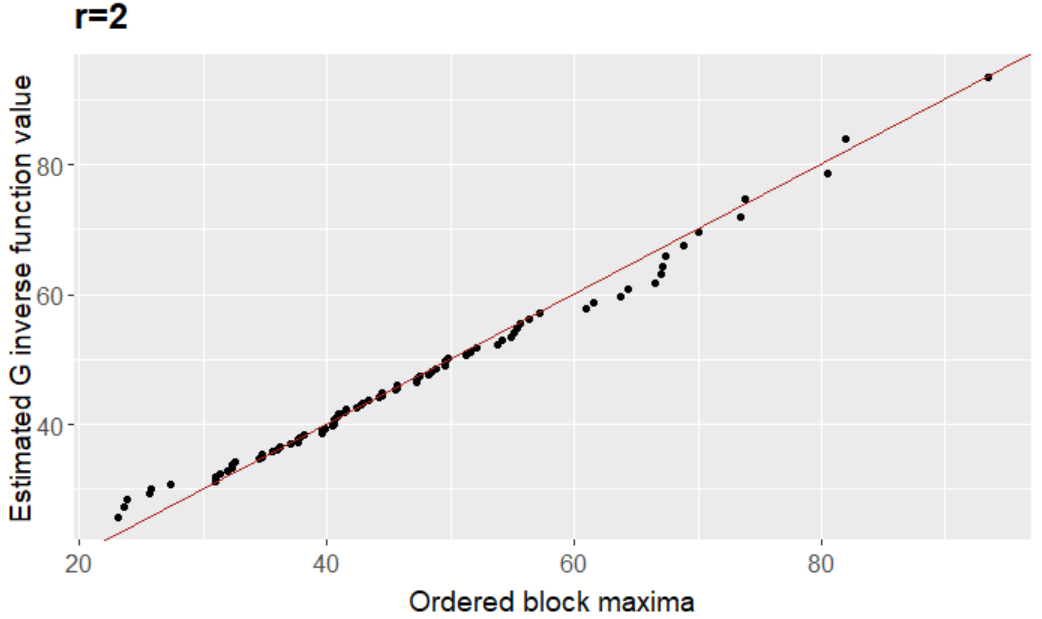 r=2
Estimated G inverse function value
80
60
40
20 40 60 80
Ordered block maxima